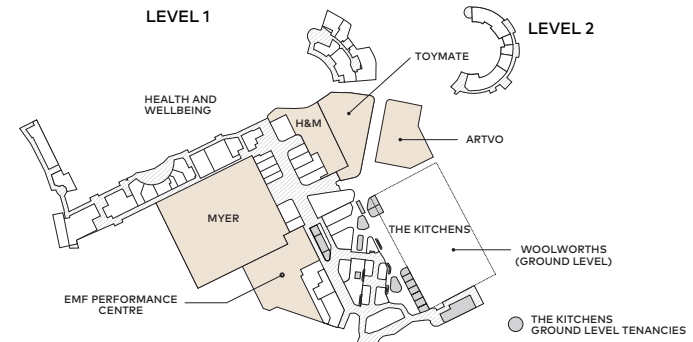 LEVEL 1
LEVEL 2
TOYMATE
HEALTH AND
WELLBEING
H&M
ARTVO
MYER
THE KITCHENS
WOOLWORTHS
(GROUND LEVEL)
EMF PERFORMANCE
CENTRE
THE KITCHENS
GROUND LEVEL TENANCIES